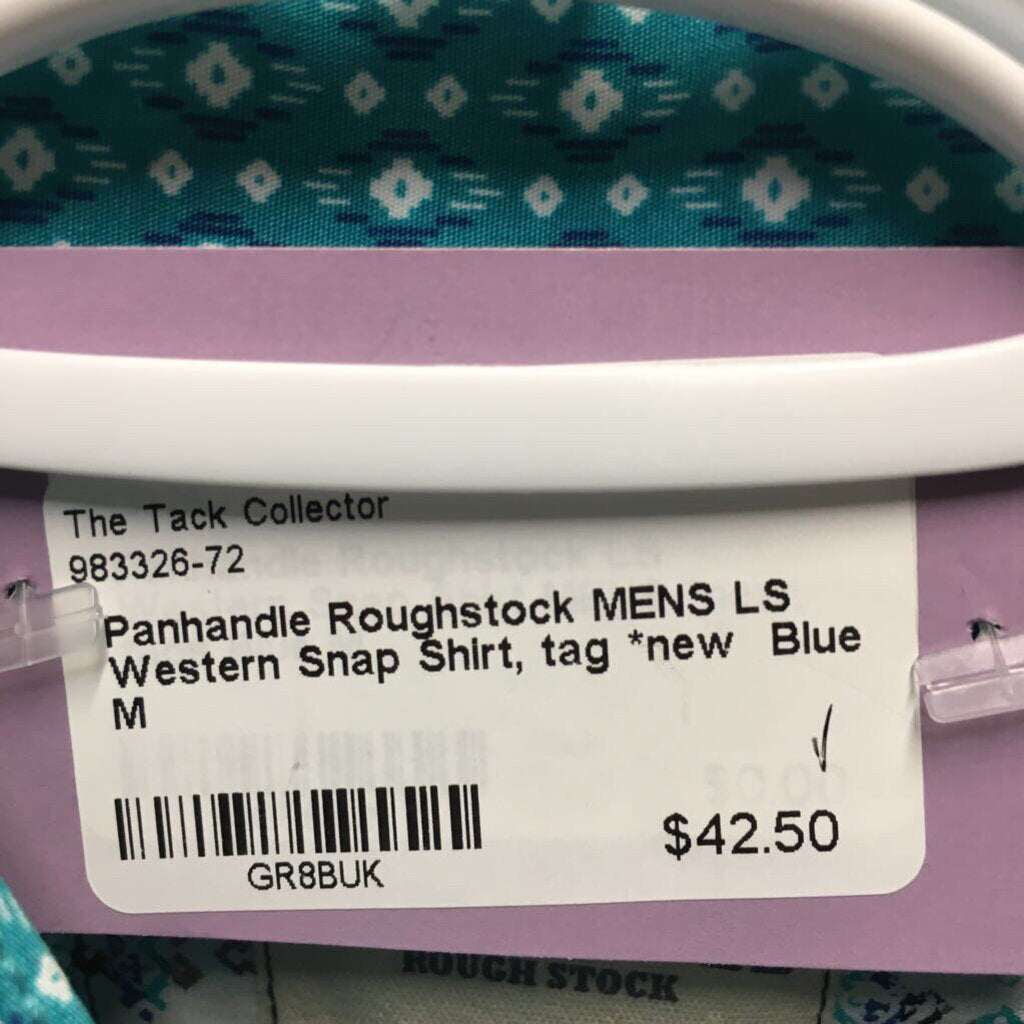 The Tack Collector
983326-72
Panhandle Roughstock MENS LS
Western Snap Shirt, tag *new Blue
M
$42.50
GR8BUK
ROUGH STOCK